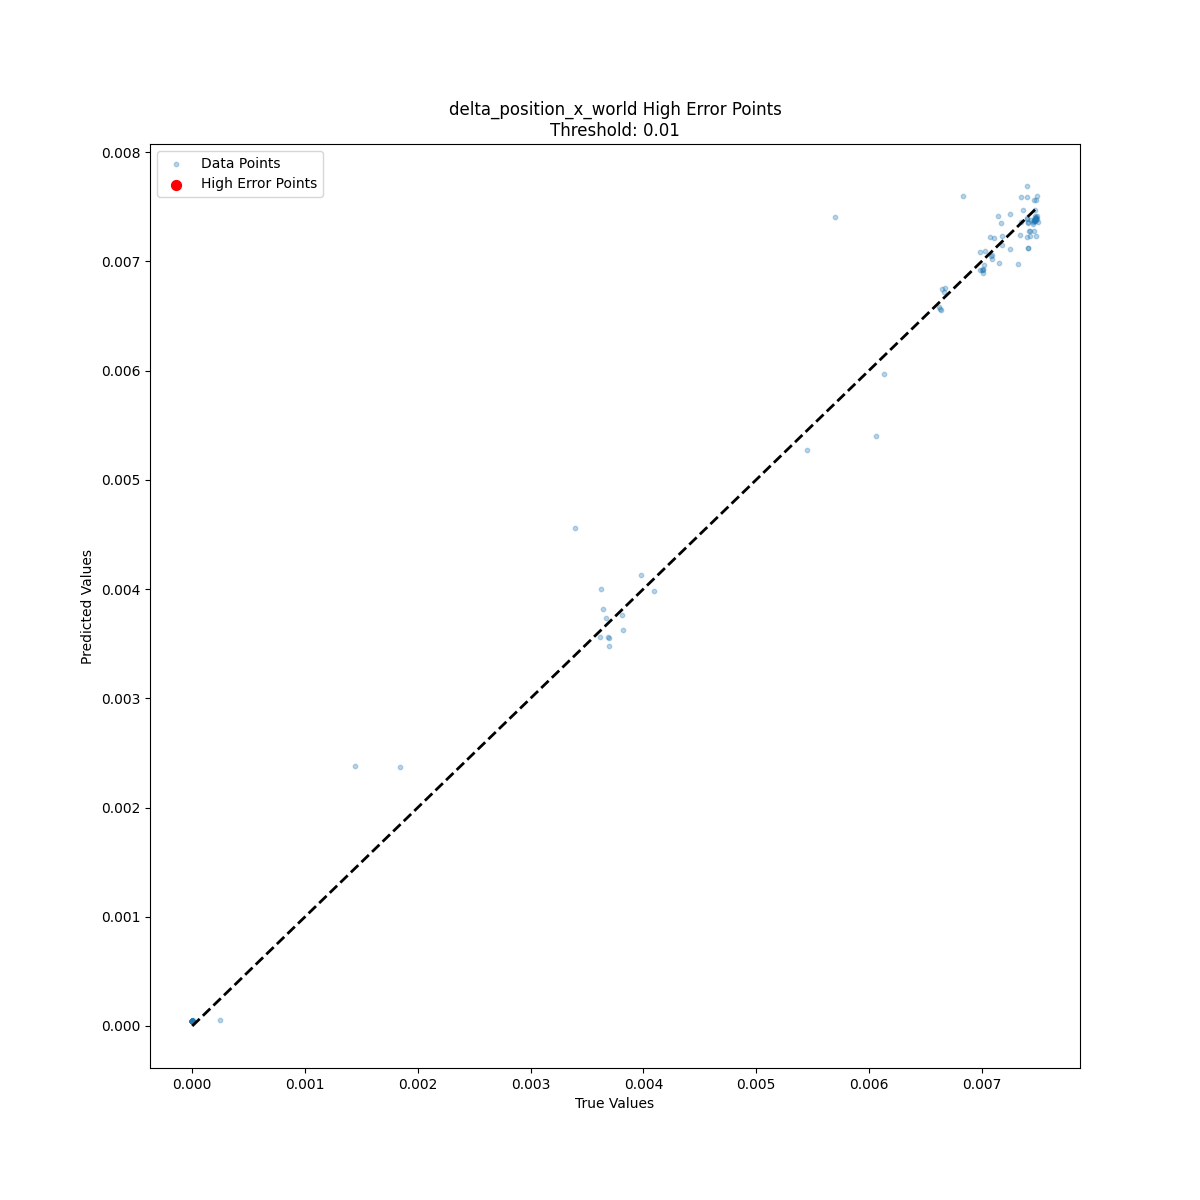 delta_position_x_world High Error Points
Threshold: 0.01
Data Points
High Error Points
0.008
0.007
0.006
0.005
0.004
0.003
0.002
0.001
0.000
Predicted Values
0.000 0.001 0.002 0.003 0.004 0.005 0.006 0.007
True Values